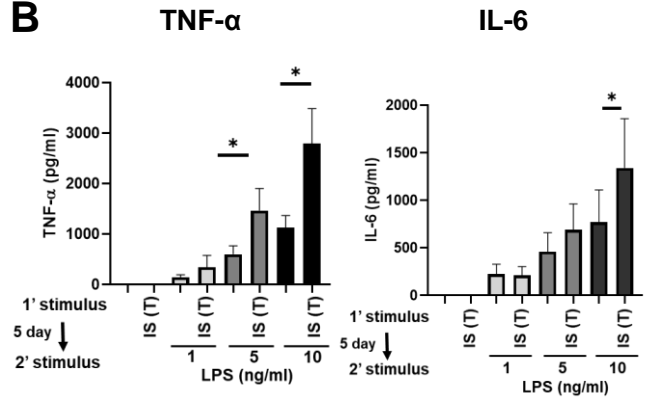 B
TNF-α
IL-6
TNF-α (pg/ml)
4000
3000
2000
1000
0
*
*
1' stimulus
5 day
2' stimulus
IS (T)
IS (T)
IS (T)
IS (T)
1
5
10
LPS (ng/ml)
IL-6 (pg/ml)
2000
1500
1000
500
0
*
1' stimulus
5 day
2' stimulus
IS (T)
IS (T)
IS (T)
IS (T)
1
5
10
LPS (ng/ml)